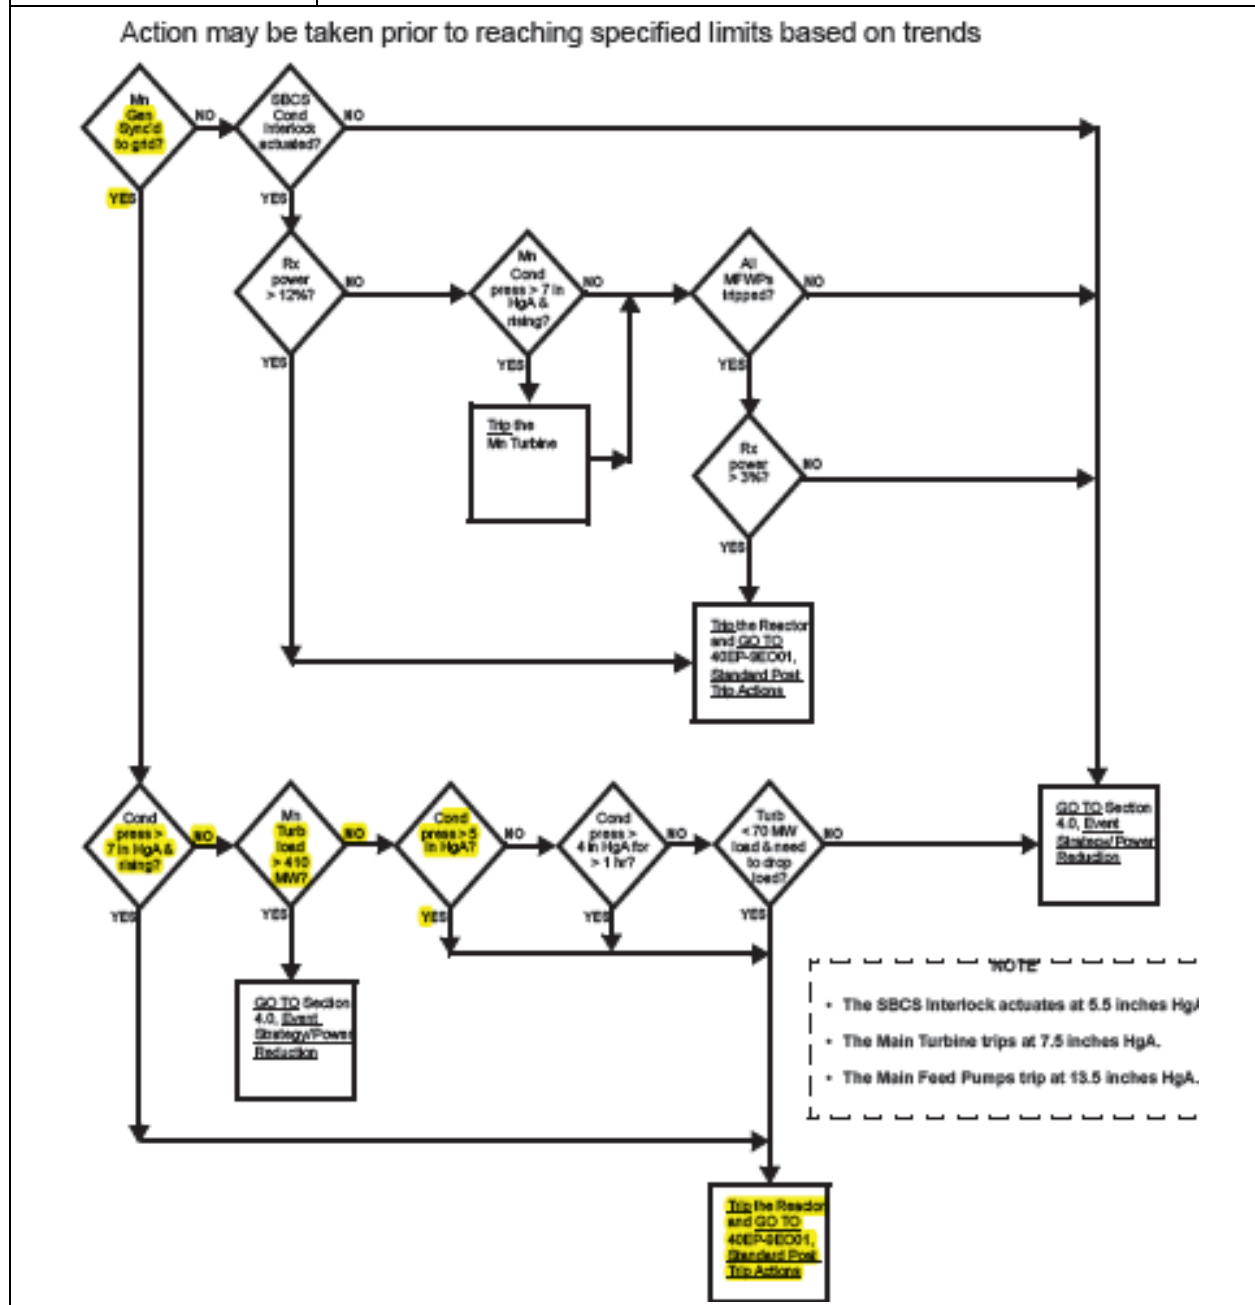 Action may be taken prior to reaching specified limits based on trends
Mn
Gen
Sync'd
to grid?
NO
YES
SBCS
Cond
Interlock
actuated?
NO
YES
Rx
power
> 12%?
NO
YES
Mn
Cond
press > 7 in
HgA &
rising?
NO
YES
Trip the
Mn Turbine
All
MFWPs
tripped?
NO
YES
Rx
power
> 3%?
NO
YES
Trip the Reactor
and GO TO
40EP-9EO01,
Standard Post
Trip Actions
Cond
press >
7 in HgA &
rising?
NO
YES
Mn
Turb
load
> 410
MW?
NO
YES
GO TO Section
4.0, Event
Strategy/Power
Reduction
Cond
press > 5
in HgA?
NO
YES
Cond
press >
4 in HgA for
> 1 hr?
NO
YES
Turb
< 70 MW
load & need
to drop
load?
NO
YES
GO TO Section
4.0, Event
Strategy/Power
Reduction
NOTE
• The SBCS Interlock actuates at 5.5 inches HgA
• The Main Turbine trips at 7.5 inches HgA.
• The Main Feed Pumps trip at 13.5 inches HgA.
Trip the Reactor
and GO TO
40EP-9EO01,
Standard Post
Trip Actions